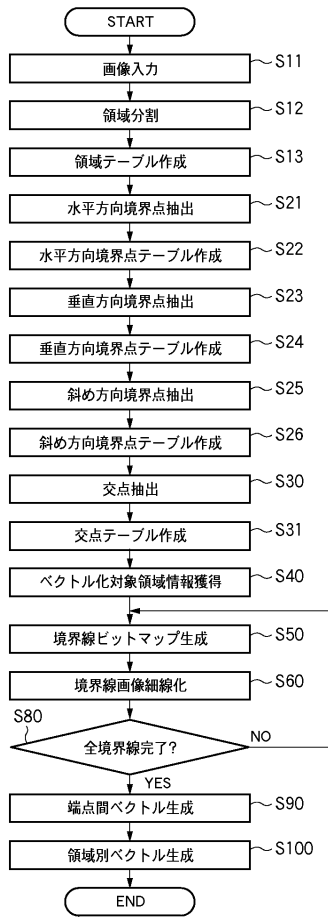 START
画像入力 S11
領域分割 S12
領域テーブル作成 S13
水平方向境界点抽出 S21
水平方向境界点テーブル作成 S22
垂直方向境界点抽出 S23
垂直方向境界点テーブル作成 S24
斜め方向境界点抽出 S25
斜め方向境界点テーブル作成 S26
交点抽出 S30
交点テーブル作成 S31
ベクトル化対象領域情報獲得 S40
境界線ビットマップ生成 S50
境界線画像細線化 S60
S80
全境界線完了? NO
YES
端点間ベクトル生成 S90
領域別ベクトル生成 S100
END